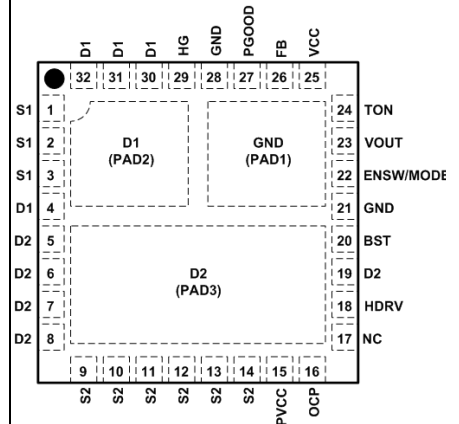 D1 D1 D1 HG GND PGOOD FB VCC
32 31 30 29 28 27 26 25
S1 1 24 TON
D1 (PAD2)
GND (PAD1)
S1 2 23 VOUT
S1 3 22 ENSW/MODE
D1 4 21 GND
D2 5 20 BST
D2 6 19 D2
D2 (PAD3)
D2 7 18 HDRV
D2 8 17 NC
9 10 11 12 13 14 15 16
S2 S2 S2 S2 S2 S2 PVCC OCP